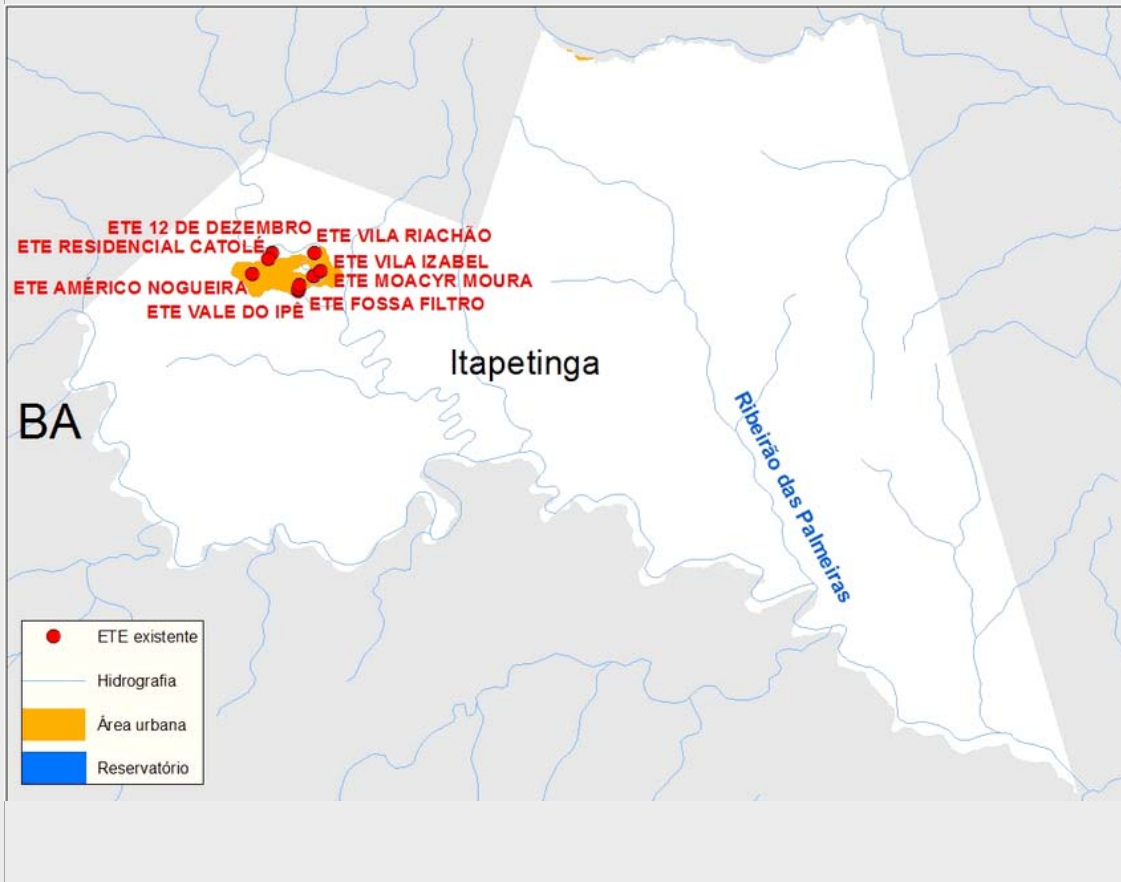 ETE 12 DE DEZEMBRO
ETE VILA RIACHÃO
ETE RESIDENCIAL CATOLÉ
ETE VILA IZABEL
ETE MOACYR MOURA
ETE AMÉRICO NOGUEIRA
ETE FOSSA FILTRO
ETE VALE DO IPÊ
Itapetinga
BA
Ribeirão das Palmeiras
ETE existente
Hidrografia
Área urbana
Reservatório